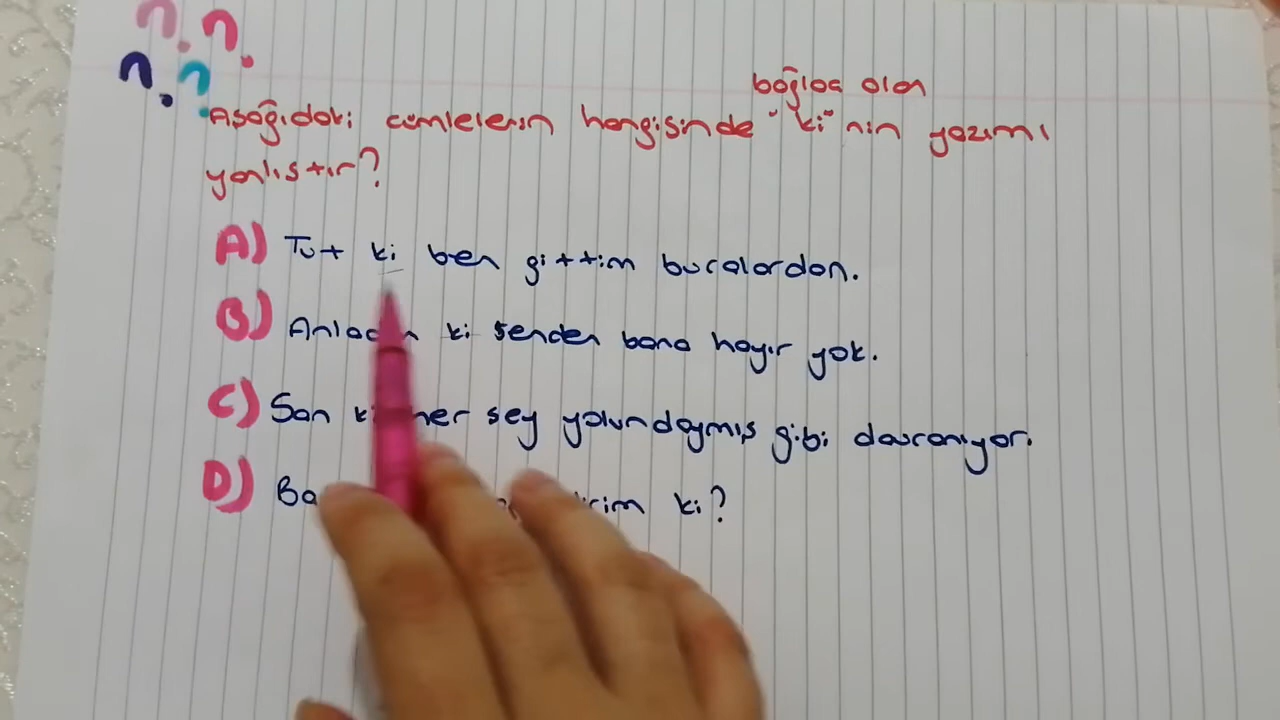 bağlaç olan
Aşağıdaki cümlelerin hangisinde "ki" nin yazımı
yanlıştır?
A) Tut ki ben gittim buralardan.
B) ki senden bana hayır yok.
C) San her şey yolundaymış gibi davranıyor.
D) ki?